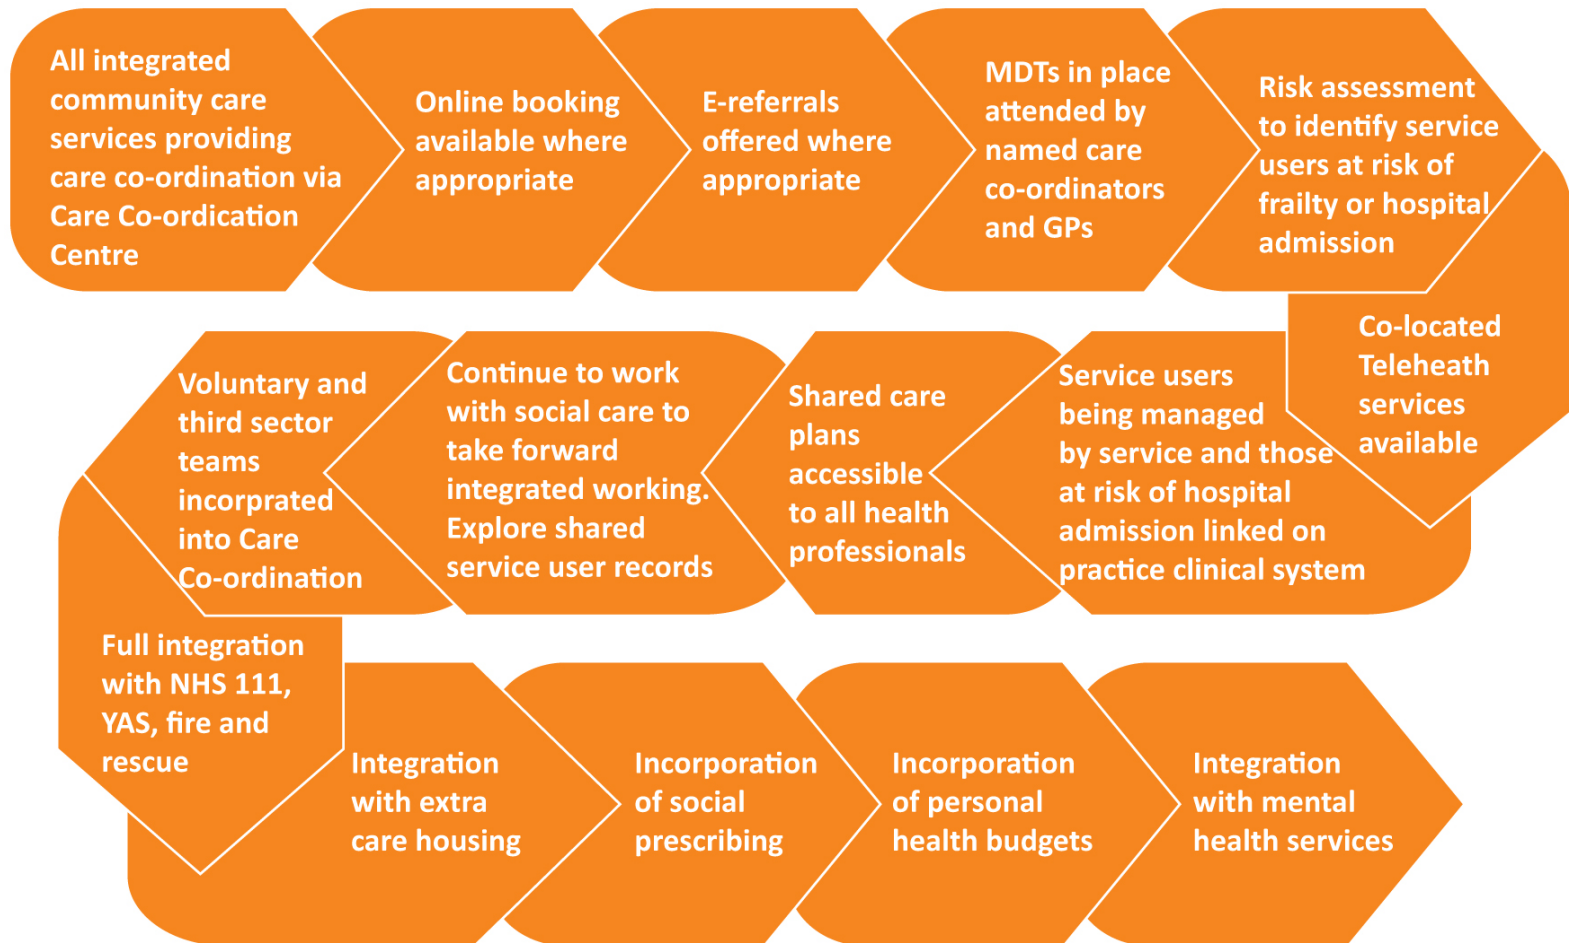 All integrated
community care
services providing
care co-ordination via
Care Co-ordication
Centre
Online booking
available where
appropriate
E-referrals
offered where
appropriate
MDTs in place
attended by
named care
co-ordinators
and GPs
Risk assessment
to identify service
users at risk of
frailty or hospital
admission
Co-located
Teleheath
services
available
Service users
being managed
by service and those
at risk of hospital
admission linked on
practice clinical system
Shared care
plans
accessible
to all health
professionals
Continue to work
with social care to
take forward
integrated working.
Explore shared
service user records
Voluntary and
third sector
teams
incorprated
into Care
Co-ordination
Full integration
with NHS 111,
YAS, fire and
rescue
Integration
with extra
care housing
Incorporation
of social
prescribing
Incorporation
of personal
health budgets
Integration
with mental
health services